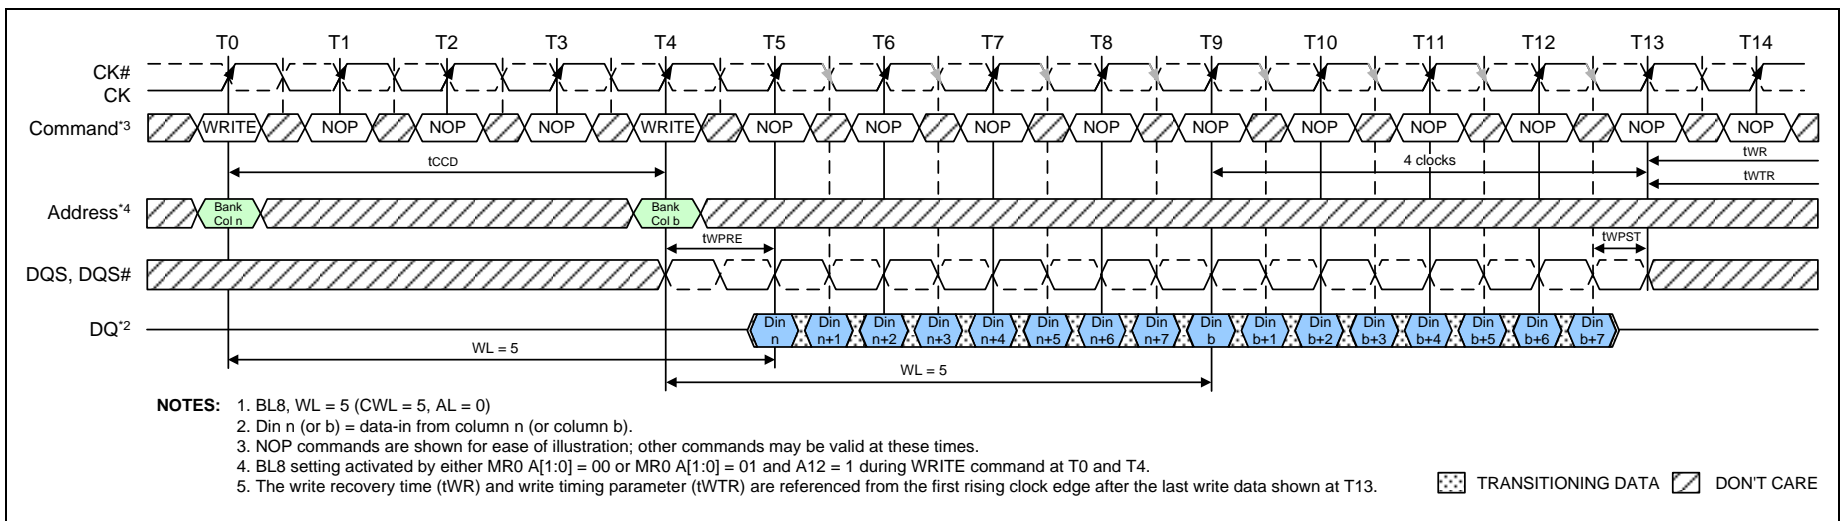 T0 T1 T2 T3 T4 T5 T6 T7 T8 T9 T10 T11 T12 T13 T14
CK#
CK
Command*3 WRITE NOP NOP NOP WRITE NOP NOP NOP NOP NOP NOP NOP NOP NOP NOP
tCCD 4 clocks tWR
tWTR
Address*4 Bank Col n Bank Col b
tWPRE tWPST
DQS, DQS#
DQ*2 Din n Din n+1 Din n+2 Din n+3 Din n+4 Din n+5 Din n+6 Din n+7 Din b Din b+1 Din b+2 Din b+3 Din b+4 Din b+5 Din b+6 Din b+7
WL = 5
WL = 5
NOTES: 1. BL8, WL = 5 (CWL = 5, AL = 0)
2. Din n (or b) = data-in from column n (or column b).
3. NOP commands are shown for ease of illustration; other commands may be valid at these times.
4. BL8 setting activated by either MR0 A[1:0] = 00 or MR0 A[1:0] = 01 and A12 = 1 during WRITE command at T0 and T4.
5. The write recovery time (tWR) and write timing parameter (tWTR) are referenced from the first rising clock edge after the last write data shown at T13.
TRANSITIONING DATA DON'T CARE